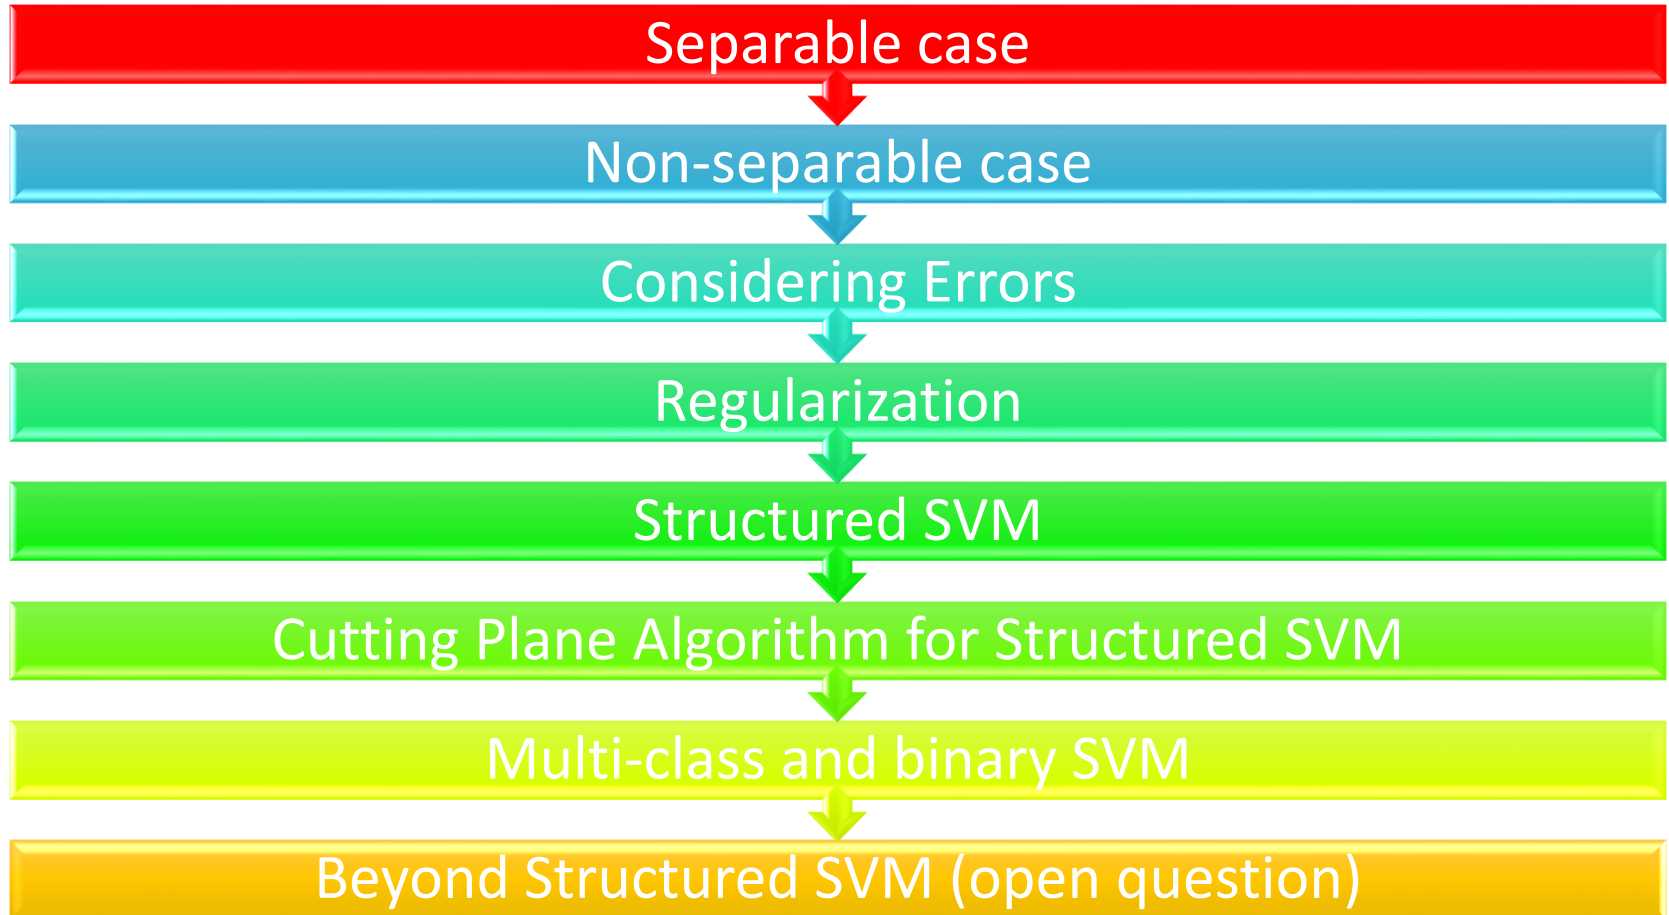 Separable case
Non-separable case
Considering Errors
Regularization
Structured SVM
Cutting Plane Algorithm for Structured SVM
Multi-class and binary SVM
Beyond Structured SVM (open question)